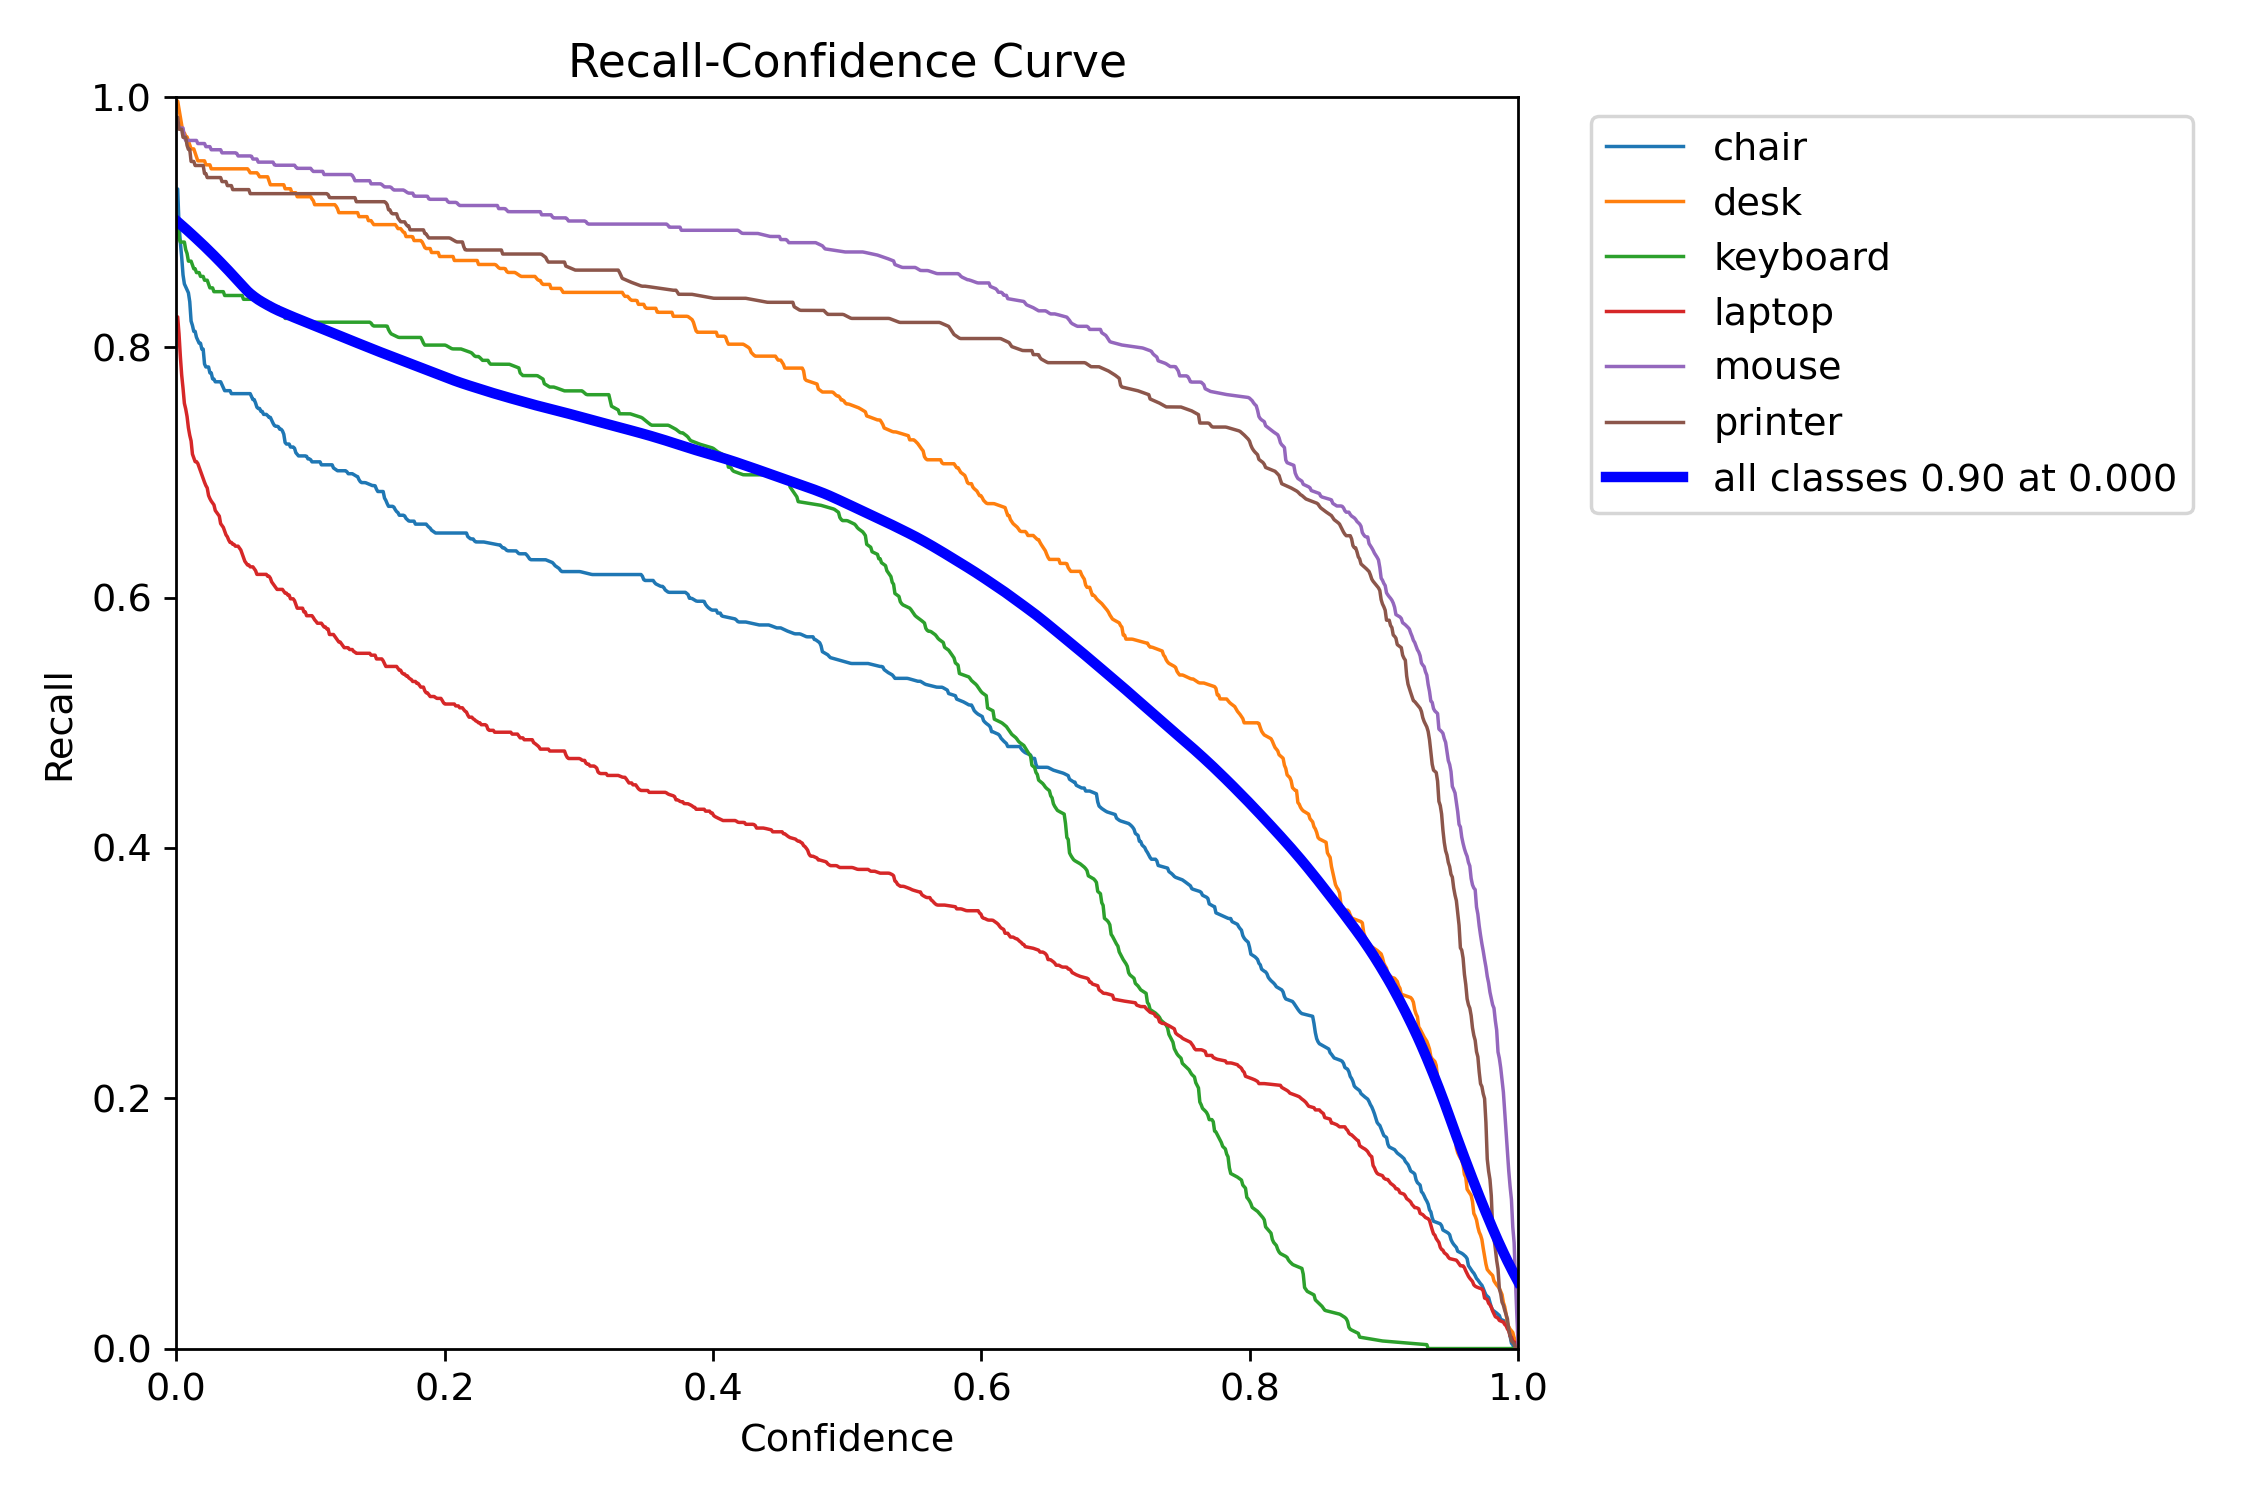 Recall-Confidence Curve
1.0
0.8
0.6
0.4
0.2
0.0
Recall
0.0 0.2 0.4 0.6 0.8 1.0
Confidence
chair
desk
keyboard
laptop
mouse
printer
all classes 0.90 at 0.000